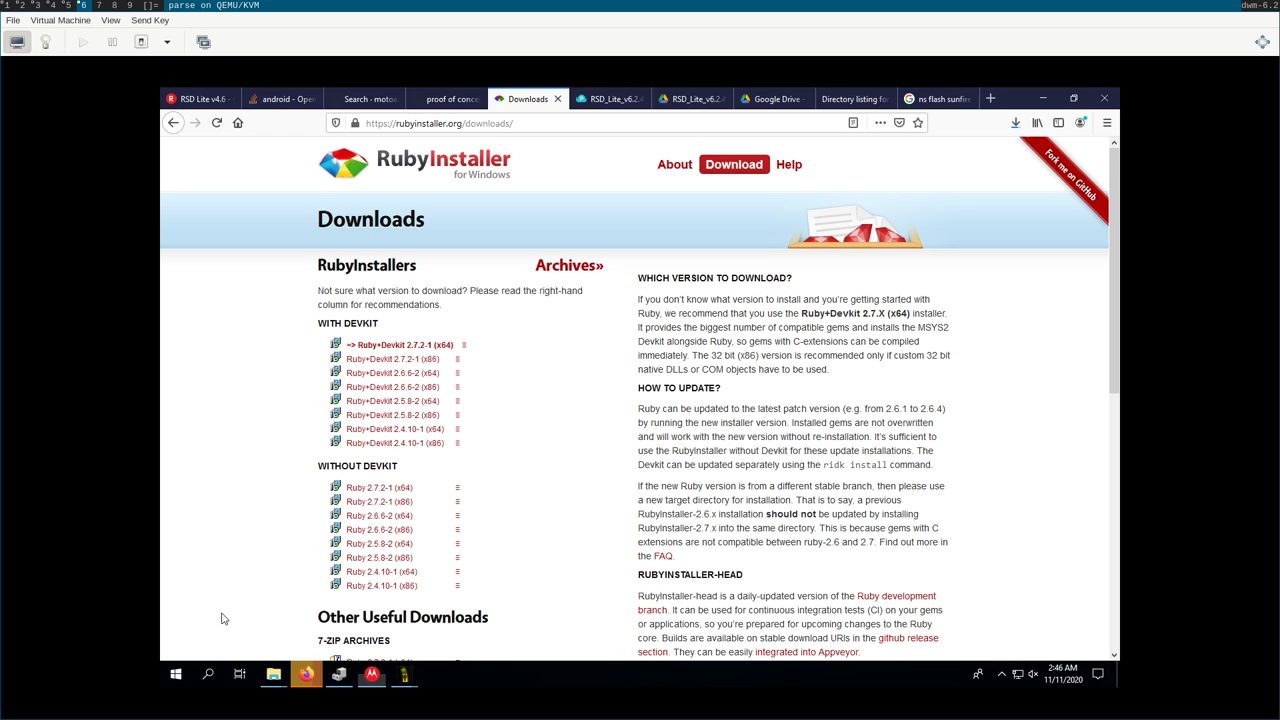 1 2 3 4 5 6 7 8 9 []= parse on QEMU/KVM dwm-6.2
File Virtual Machine View Send Key
RSD Lite v4.6 - android - Ope Search - moto proof of conce Downloads RSD_Lite_v6.2.4 RSD_Lite_v6.2.4 Google Drive - Directory listing for ns flash sunfire
https://rubyinstaller.org/downloads/
RubyInstaller
for Windows
About Download Help
Fork me on GitHub
Downloads
RubyInstallers Archives»
Not sure what version to download? Please read the right-hand
column for recommendations.
WITH DEVKIT
=> Ruby+Devkit 2.7.2-1 (x64)
Ruby+Devkit 2.7.2-1 (x86)
Ruby+Devkit 2.6.6-2 (x64)
Ruby+Devkit 2.6.6-2 (x86)
Ruby+Devkit 2.5.8-2 (x64)
Ruby+Devkit 2.5.8-2 (x86)
Ruby+Devkit 2.4.10-1 (x64)
Ruby+Devkit 2.4.10-1 (x86)
WITHOUT DEVKIT
Ruby 2.7.2-1 (x64)
Ruby 2.7.2-1 (x86)
Ruby 2.6.6-2 (x64)
Ruby 2.6.6-2 (x86)
Ruby 2.5.8-2 (x64)
Ruby 2.5.8-2 (x86)
Ruby 2.4.10-1 (x64)
Ruby 2.4.10-1 (x86)
Other Useful Downloads
7-ZIP ARCHIVES
WHICH VERSION TO DOWNLOAD?
If you don't know what version to install and you're getting started with
Ruby, we recommend that you use the Ruby+Devkit 2.7.X (x64) installer.
It provides the biggest number of compatible gems and installs the MSYS2
Devkit alongside Ruby, so gems with C-extensions can be compiled
immediately. The 32 bit (x86) version is recommended only if custom 32 bit
native DLLs or COM objects have to be used.
HOW TO UPDATE?
Ruby can be updated to the latest patch version (e.g. from 2.6.1 to 2.6.4)
by running the new installer version. Installed gems are not overwritten
and will work with the new version without re-installation. It's sufficient to
use the RubyInstaller without Devkit for these update installations. The
Devkit can be updated separately using the ridk install command.
If the new Ruby version is from a different stable branch, then please use
a new target directory for installation. That is to say, a previous
RubyInstaller-2.6.x installation should not be updated by installing
RubyInstaller-2.7.x into the same directory. This is because gems with C
extensions are not compatible between ruby-2.6 and 2.7. Find out more in
the FAQ.
RUBYINSTALLER-HEAD
RubyInstaller-head is a daily-updated version of the Ruby development
branch. It can be used for continuous integration tests (CI) on your gems
or applications, so you're prepared for upcoming changes to the Ruby
core. Builds are available on stable download URIs in the github release
section. They can be easily integrated into Appveyor.
2:46 AM
11/11/2020